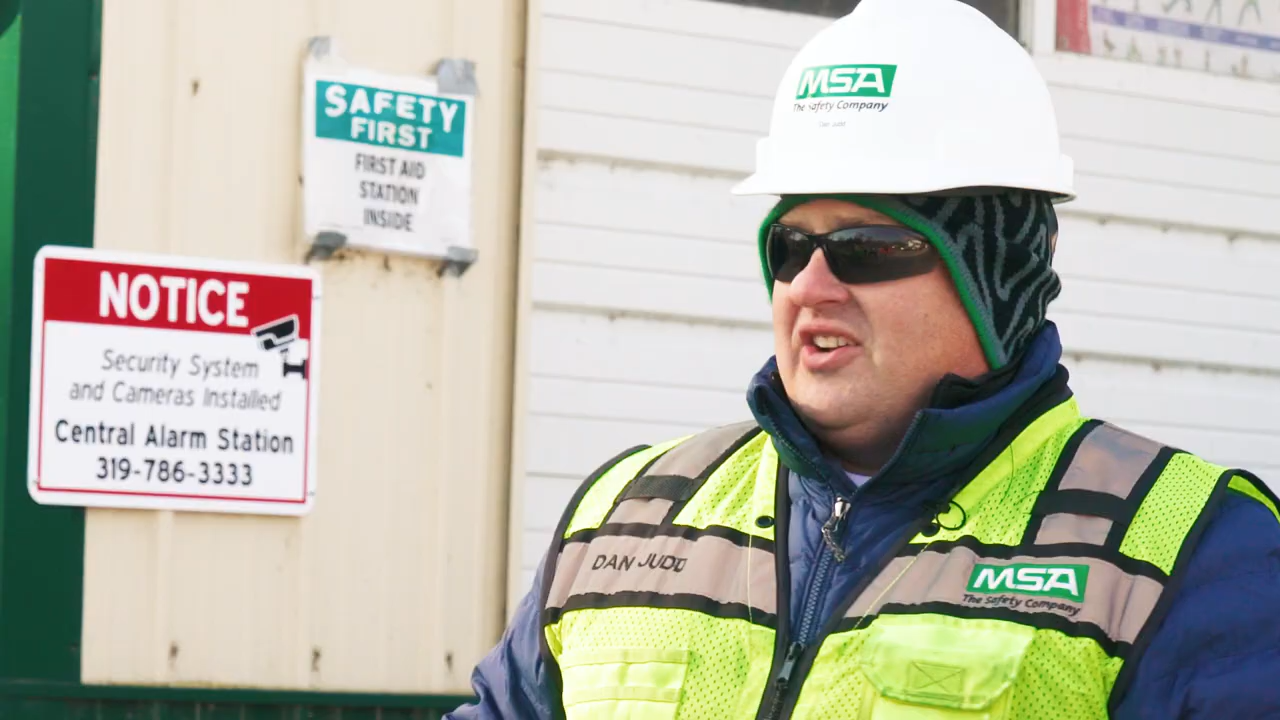 SAFETY
FIRST
FIRST AID
STATION
INSIDE
NOTICE
Security System
and Cameras Installed
Central Alarm Station
319-786-3333
MSA
The Safety Company
DAN JUDD
MSA
The Safety Company